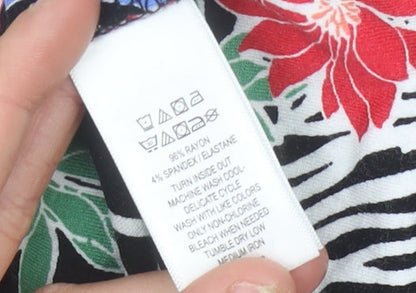 96% RAYON
4% SPANDEX / ELASTANE
TURN INSIDE OUT
MACHINE WASH COOL-
DELICATE CYCLE
WASH WITH LIKE COLORS
ONLY NON-CHLORINE
BLEACH WHEN NEEDED
TUMBLE DRY LOW
MEDIUM IRON